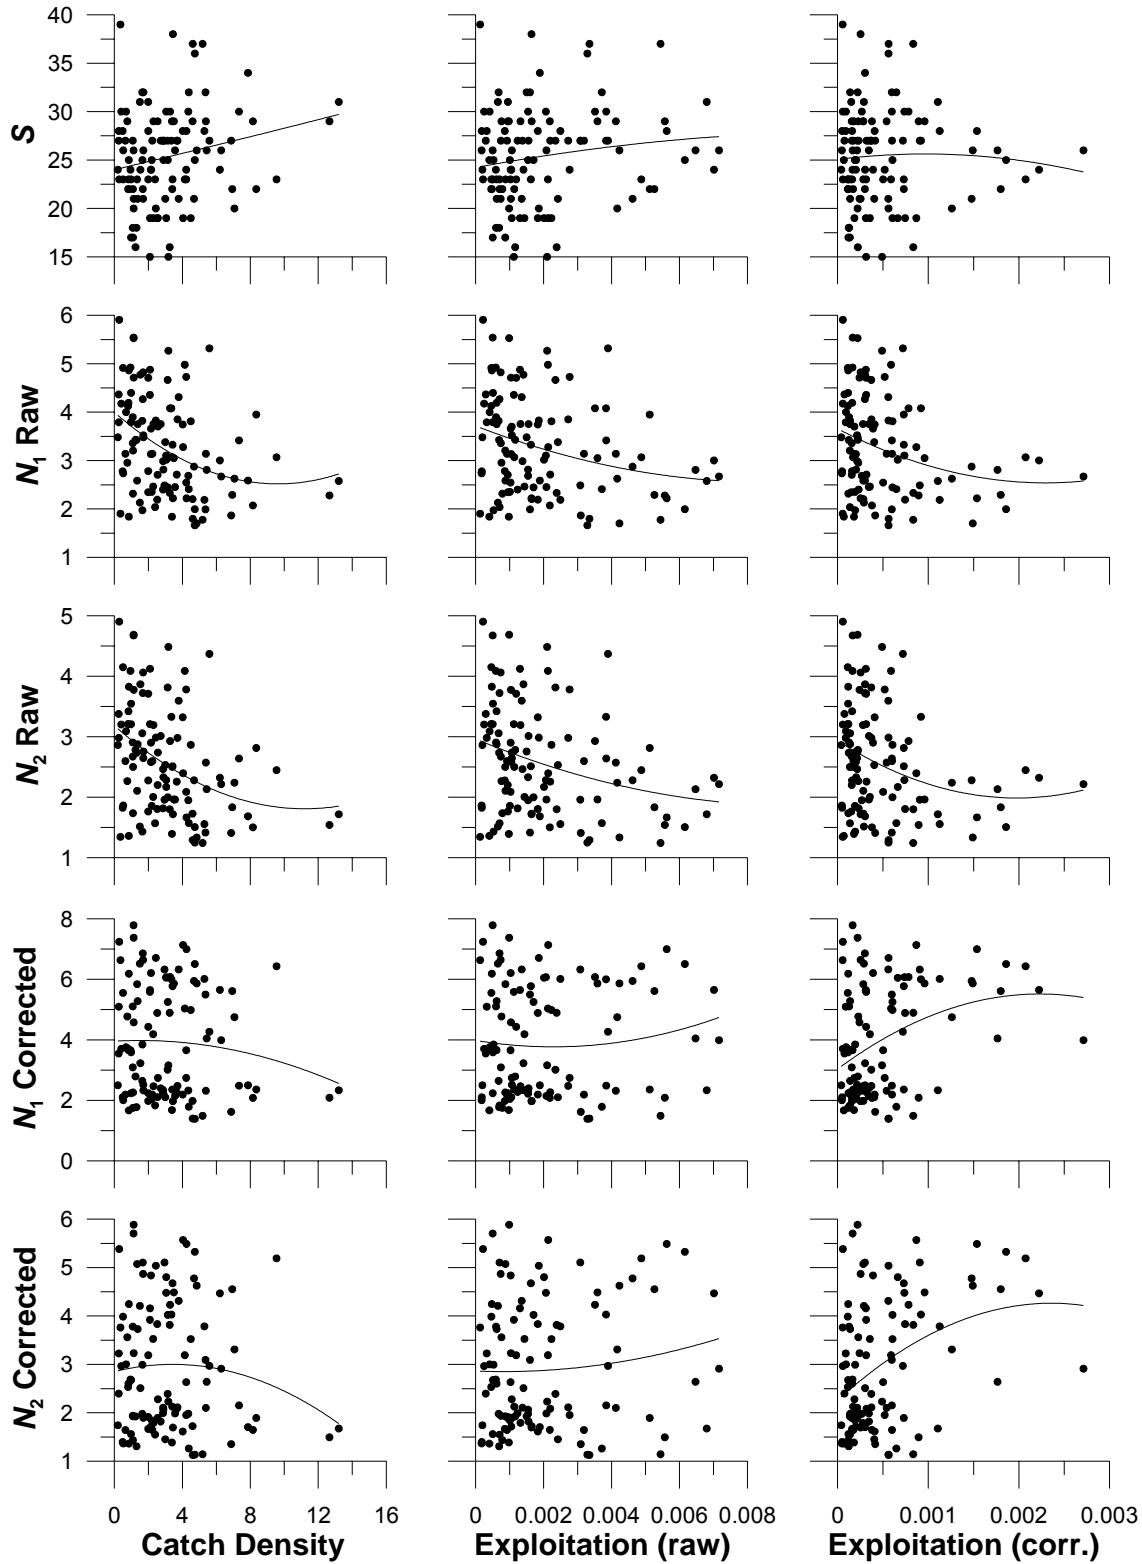 40
35
30
25
20
15
S
6
5
4
3
2
1
N₁ Raw
5
4
3
2
1
N₂ Raw
8
6
4
2
0
N₁ Corrected
6
5
4
3
2
1
N₂ Corrected
0 4 8 12 16
0 0.002 0.004 0.006 0.008
0 0.001 0.002 0.003
Catch Density
Exploitation (raw)
Exploitation (corr.)